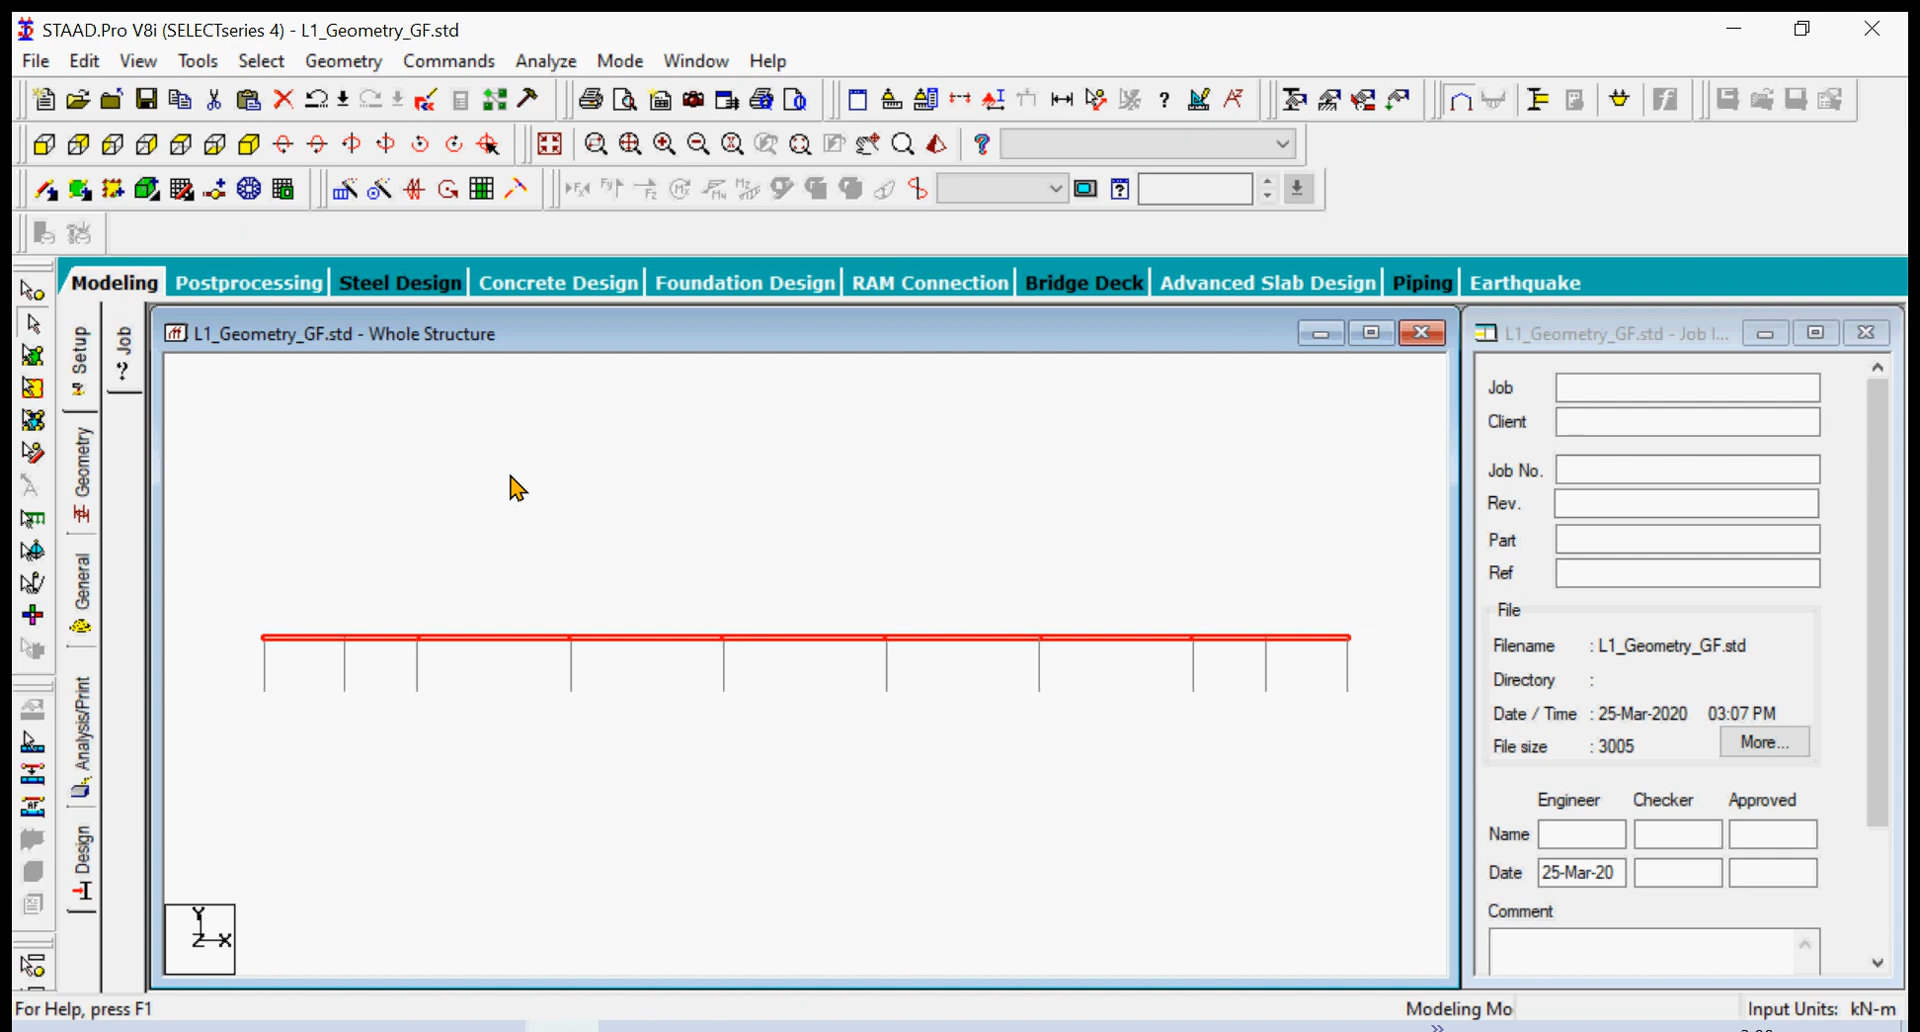 STAAD.Pro V8i (SELECTseries 4) - L1_Geometry_GF.std
File Edit View Tools Select Geometry Commands Analyze Mode Window Help
Modeling Postprocessing Steel Design Concrete Design Foundation Design RAM Connection Bridge Deck Advanced Slab Design Piping Earthquake
Setup
Geometry
General
Analysis/Print
Design
? Job
L1_Geometry_GF.std - Whole Structure
Y
Z X
L1_Geometry_GF.std - Job I...
Job
Client
Job No.
Rev.
Part
Ref
File
Filename : L1_Geometry_GF.std
Directory :
Date / Time : 25-Mar-2020 03:07 PM
File size : 3005 More...
Engineer Checker Approved
Name
Date 25-Mar-20
Comment
For Help, press F1 Modeling Mo Input Units: kN-m